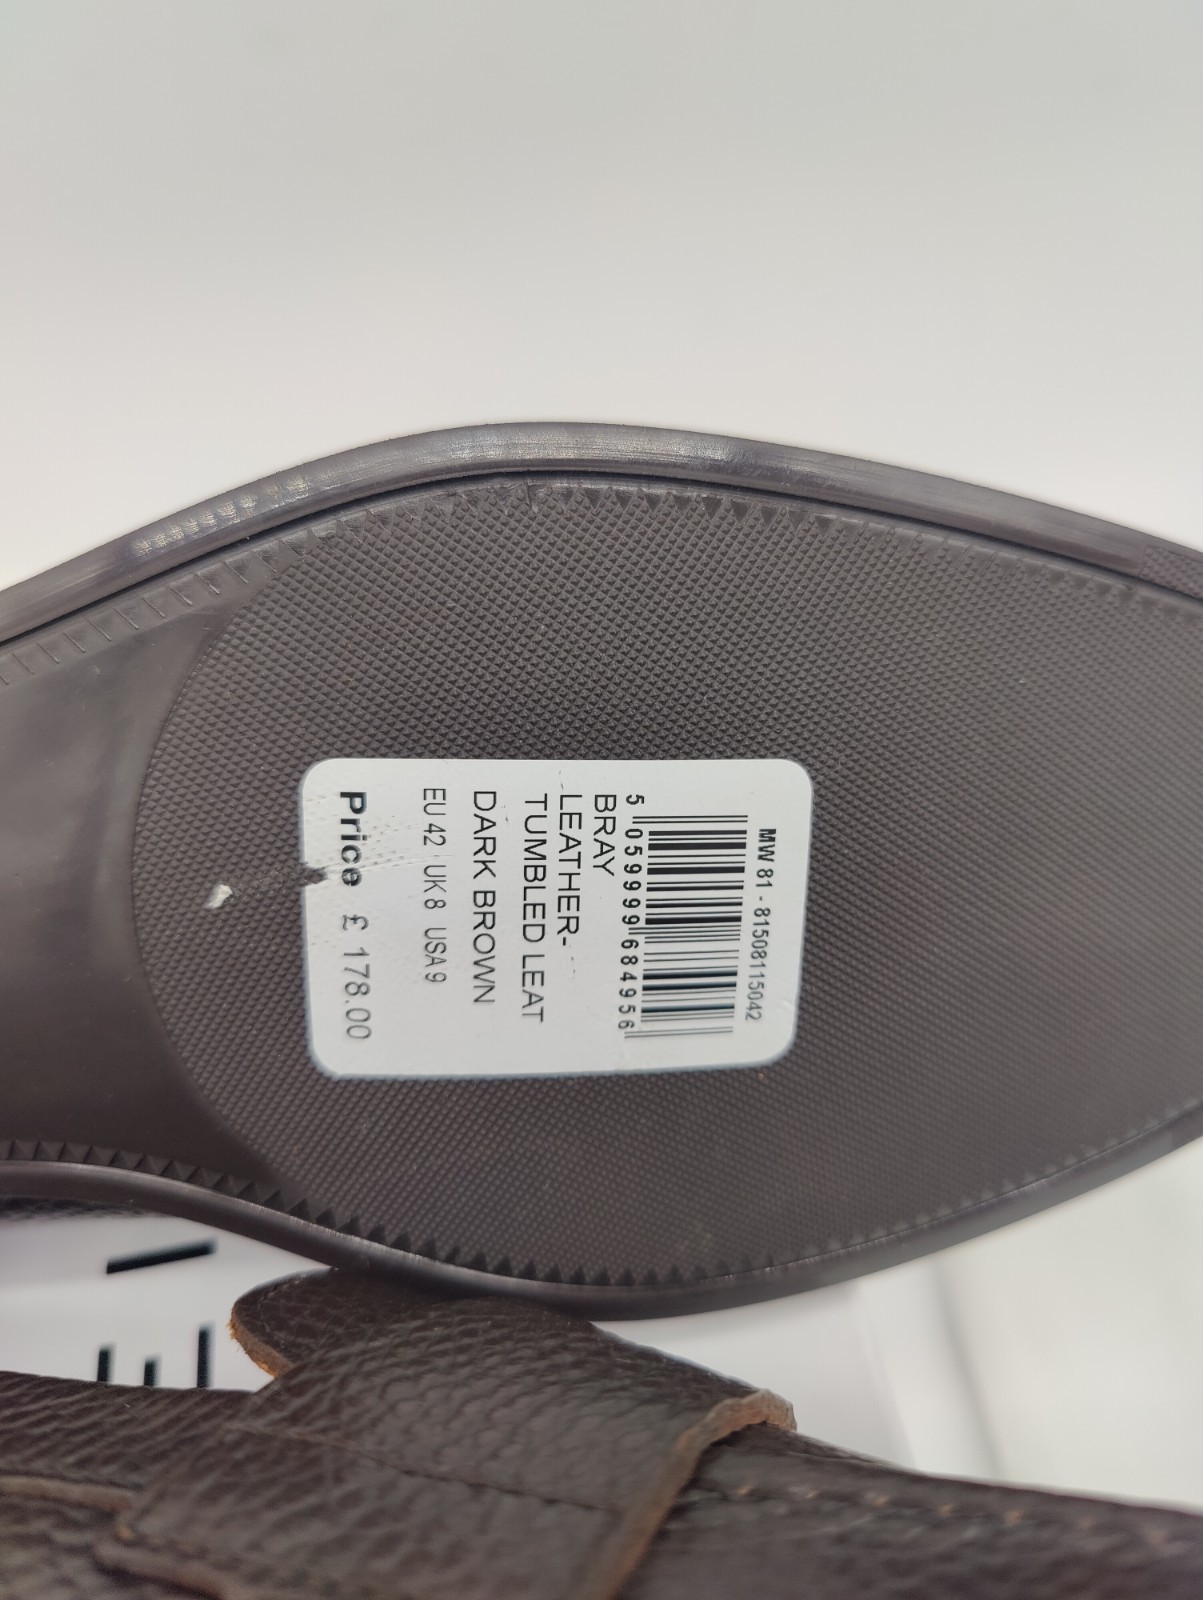 MW 81 - 81508115042
5 059999 684956
BRAY
LEATHER-
TUMBLED LEAT
DARK BROWN
EU 42 UK 8 USA 9
Price £ 178.00